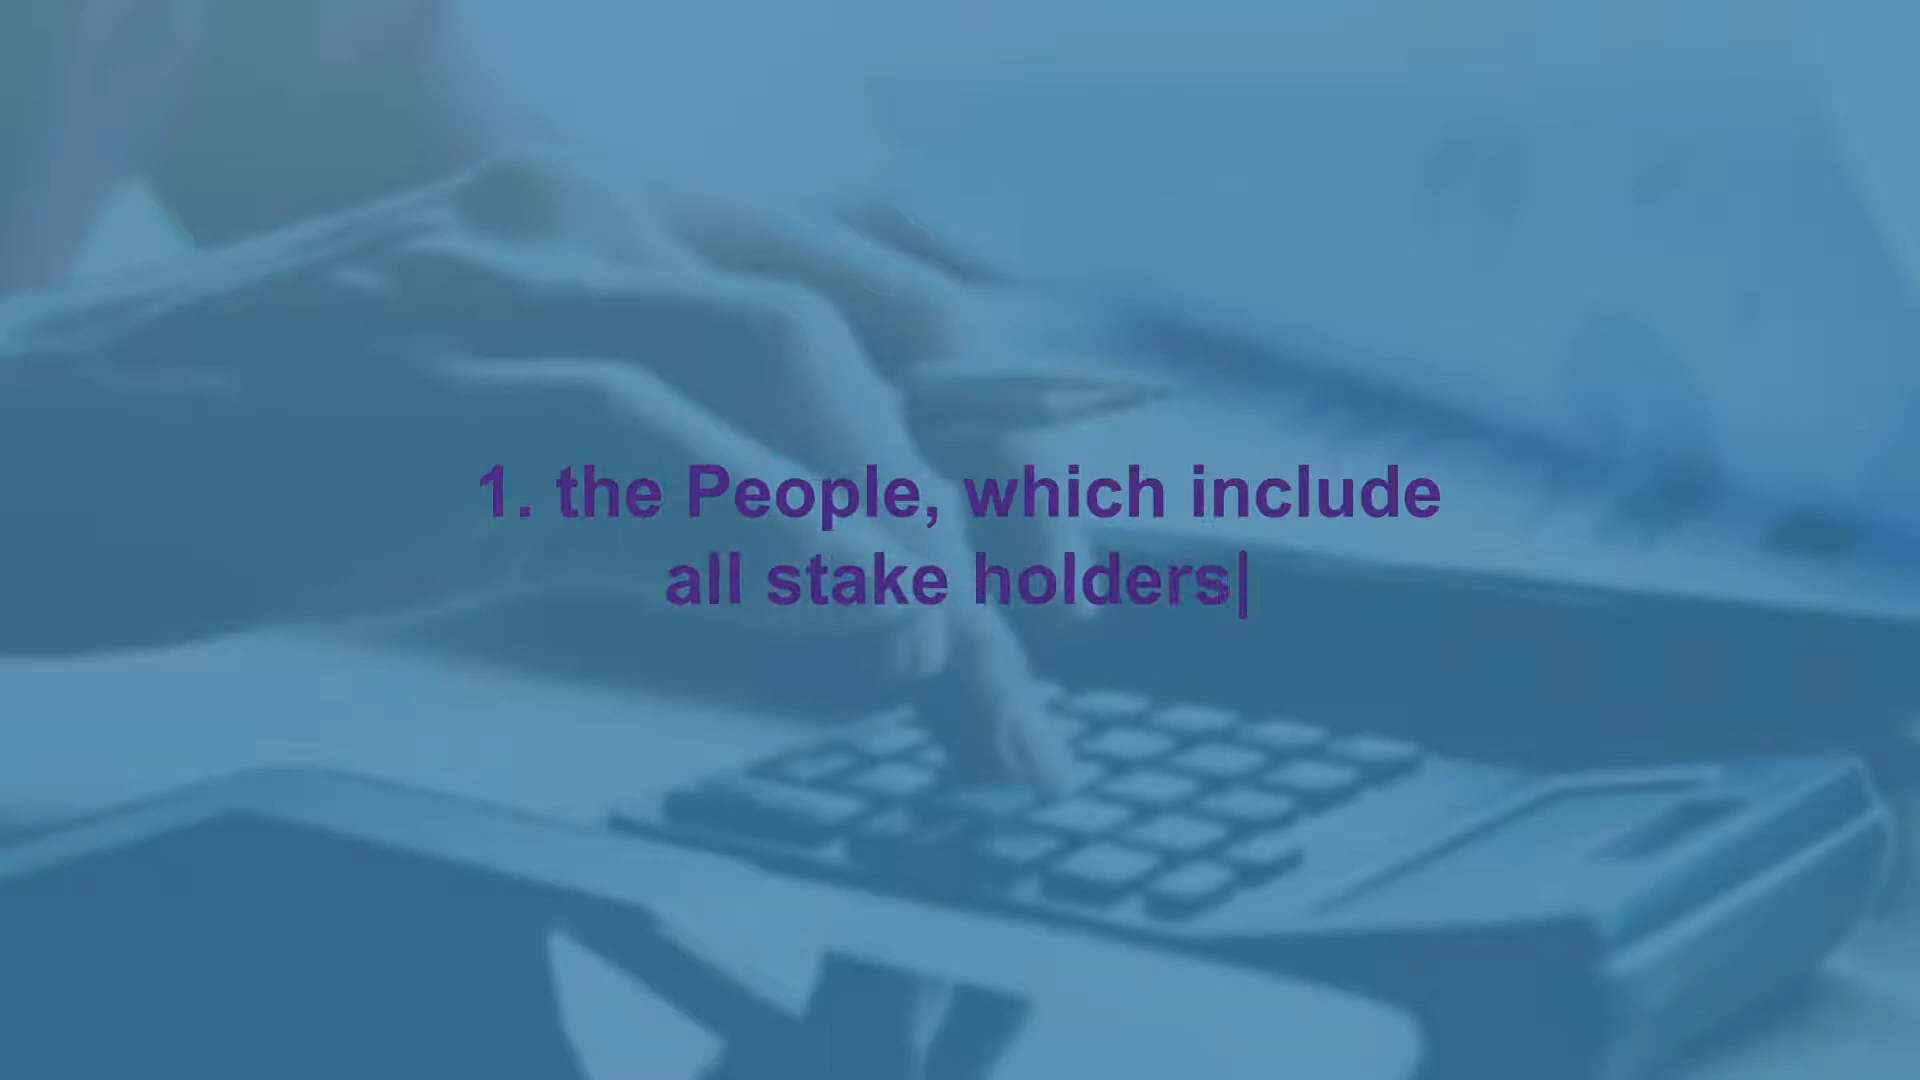 1. the People, which include
all stake holders|